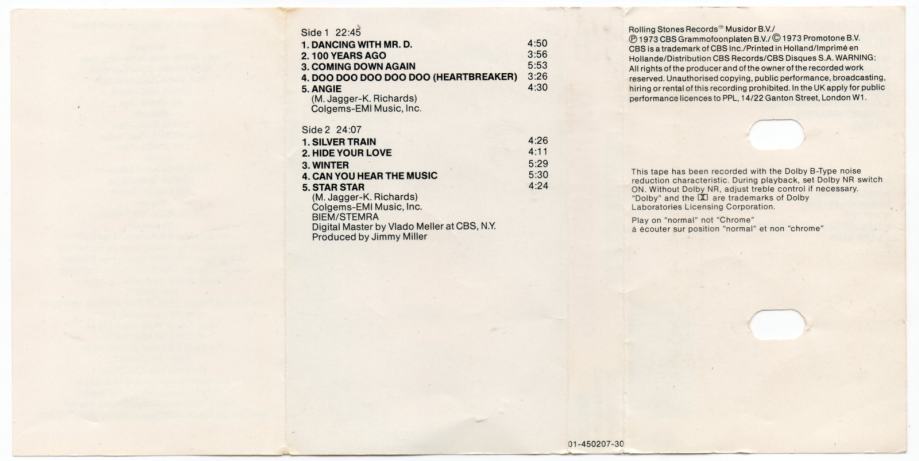 Side 1 22:45
1. DANCING WITH MR. D. 4:50
2. 100 YEARS AGO 3:56
3. COMING DOWN AGAIN 5:53
4. DOO DOO DOO DOO DOO (HEARTBREAKER) 3:26
5. ANGIE 4:30
(M. Jagger-K. Richards)
Colgems-EMI Music, Inc.
Side 2 24:07
1. SILVER TRAIN 4:26
2. HIDE YOUR LOVE 4:11
3. WINTER 5:29
4. CAN YOU HEAR THE MUSIC 5:30
5. STAR STAR 4:24
(M. Jagger-K. Richards)
Colgems-EMI Music, Inc.
BIEM/STEMRA
Digital Master by Vlado Meller at CBS, N.Y.
Produced by Jimmy Miller
01-450207-30
Rolling Stones Records™ Musidor B.V./
℗ 1973 CBS Grammofoonplaten B.V./ © 1973 Promotone B.V.
CBS is a trademark of CBS Inc./Printed in Holland/Imprimé en
Hollande/Distribution CBS Records/CBS Disques S.A. WARNING:
All rights of the producer and of the owner of the recorded work
reserved. Unauthorised copying, public performance, broadcasting,
hiring or rental of this recording prohibited. In the UK apply for public
performance licences to PPL, 14/22 Ganton Street, London W1.
This tape has been recorded with the Dolby B-Type noise
reduction characteristic. During playback, set Dolby NR switch
ON. Without Dolby NR, adjust treble control if necessary.
"Dolby" and the are trademarks of Dolby
Laboratories Licensing Corporation.
Play on "normal" not "Chrome"
à écouter sur position "normal" et non "chrome"